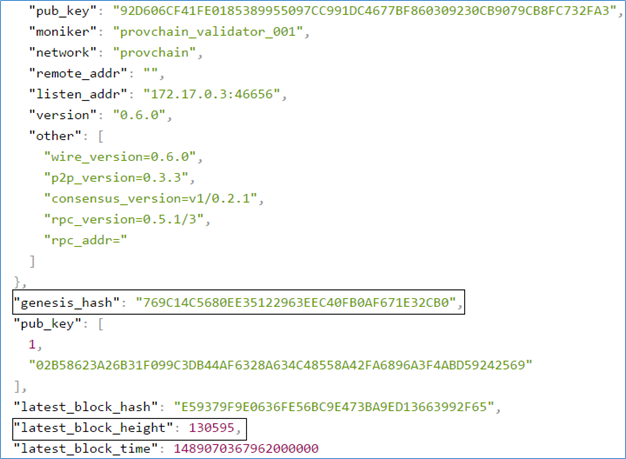 "pub_key": "92D606CF41FE0185389955097CC991DC4677BF860309230CB9079CB8FC732FA3",
"moniker": "provchain_validator_001",
"network": "provchain",
"remote_addr": "",
"listen_addr": "172.17.0.3:46656",
"version": "0.6.0",
"other": [
"wire_version=0.6.0",
"p2p_version=0.3.3",
"consensus_version=v1/0.2.1",
"rpc_version=0.5.1/3",
"rpc_addr="
]
},
"genesis_hash": "769C14C5680EE35122963EEC40FB0AF671E32CB0",
"pub_key": [
1,
"02B58623A26B31F099C3DB44AF6328A634C48558A42FA6896A3F4ABD59242569"
],
"latest_block_hash": "E59379F9E0636FE56BC9E473BA9ED13663992F65",
"latest_block_height": 130595,
"latest_block_time": 1489070367962000000